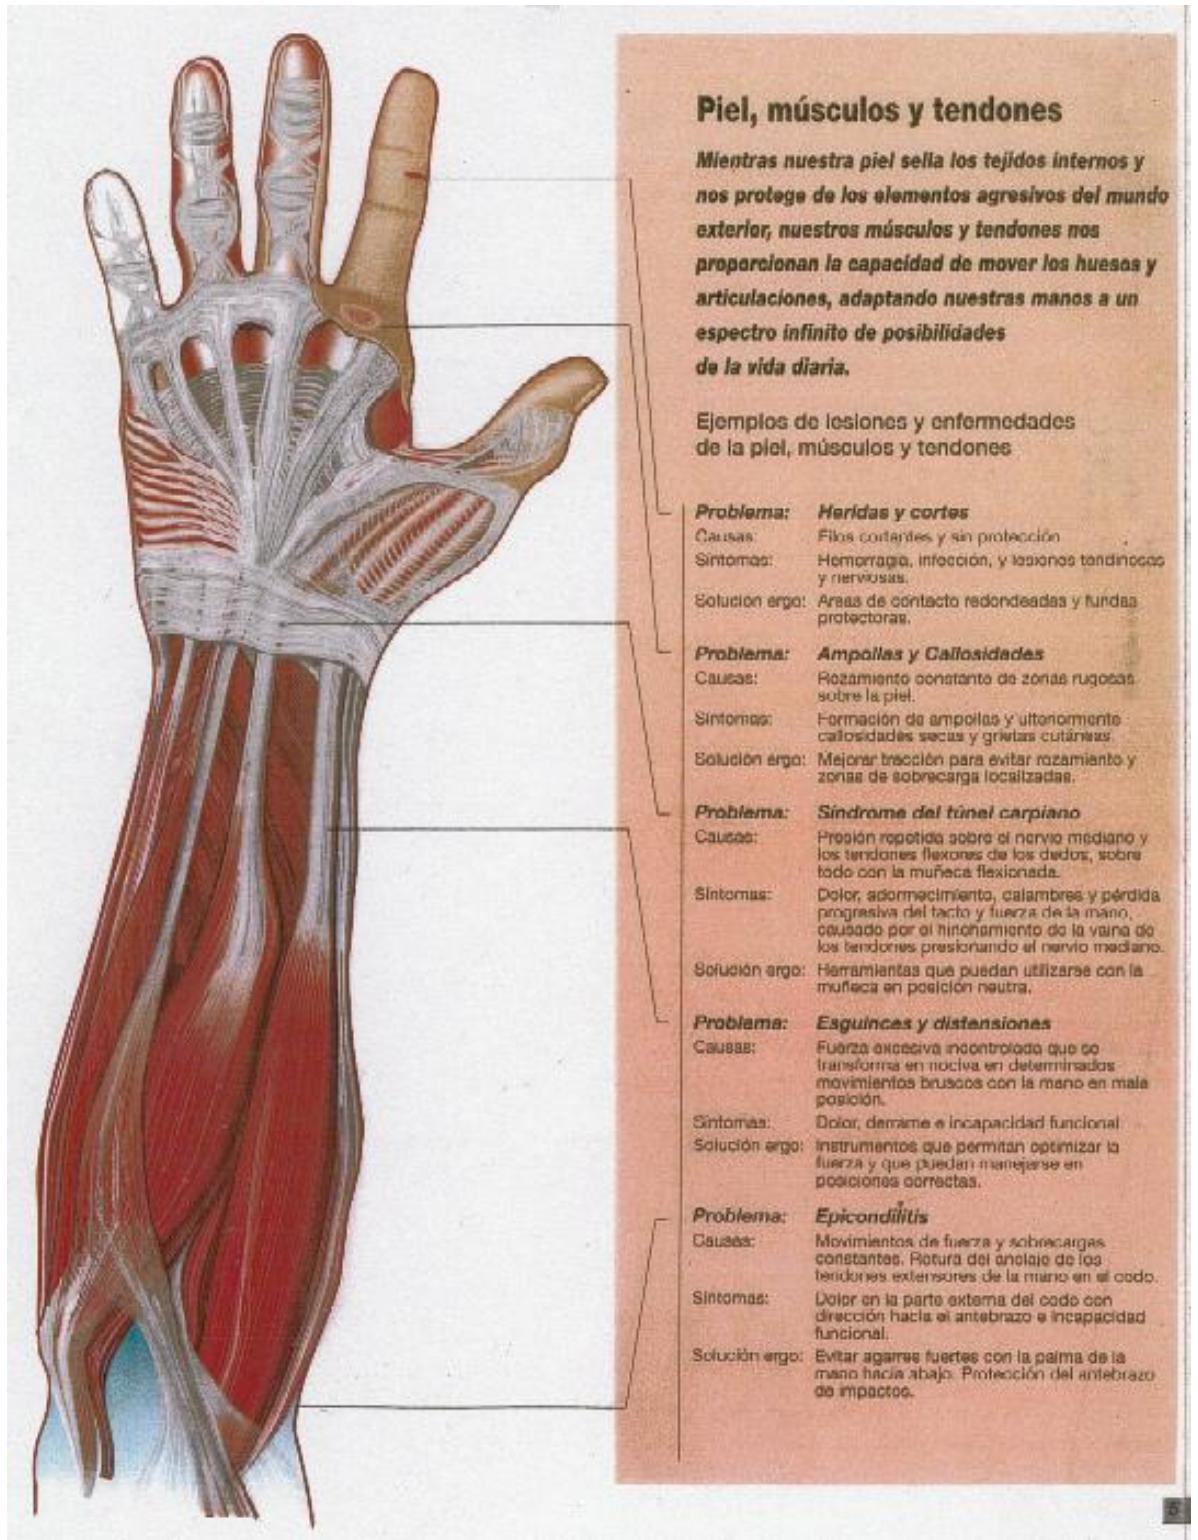 Piel, músculos y tendones
Mientras nuestra piel sella los tejidos internos y
nos protege de los elementos agresivos del mundo
exterior, nuestros músculos y tendones nos
proporcionan la capacidad de mover los huesos y
articulaciones, adaptando nuestras manos a un
espectro infinito de posibilidades
de la vida diaria.
Ejemplos de lesiones y enfermedades
de la piel, músculos y tendones
Problema: Heridas y cortes
Causas: Filos cortantes y sin protección
Síntomas: Hemorragia, infección, y lesiones tendinosas
y nerviosas.
Solución ergo: Areas de contacto redondeadas y fundas
protectoras.
Problema: Ampollas y Callosidades
Causas: Rozamiento constante de zonas rugosas
sobre la piel.
Síntomas: Formación de ampollas y ulteriormente
callosidades secas y grietas cutáneas.
Solución ergo: Mejorar tracción para evitar rozamiento y
zonas de sobrecarga localizadas.
Problema: Síndrome del túnel carpiano
Causas: Presión repetida sobre el nervio mediano y
los tendones flexores de los dedos, sobre
todo con la muñeca flexionada.
Síntomas: Dolor, adormecimiento, calambres y pérdida
progresiva del tacto y fuerza de la mano,
causado por el hinchamiento de la vaina de
los tendones presionando el nervio mediano.
Solución ergo: Herramientas que puedan utilizarse con la
muñeca en posición neutra.
Problema: Esguinces y distensiones
Causas: Fuerza excesiva incontrolada que se
transforma en nociva en determinados
movimientos bruscos con la mano en mala
posición.
Síntomas: Dolor, derrame e incapacidad funcional
Solución ergo: Instrumentos que permitan optimizar la
fuerza y que puedan manejarse en
posiciones correctas.
Problema: Epicondilitis
Causas: Movimientos de fuerza y sobrecargas
constantes. Rotura del anclaje de los
tendones extensores de la mano en el codo.
Síntomas: Dolor en la parte externa del codo con
dirección hacia el antebrazo e incapacidad
funcional.
Solución ergo: Evitar agarres fuertes con la palma de la
mano hacia abajo. Protección del antebrazo
de impactos.
5